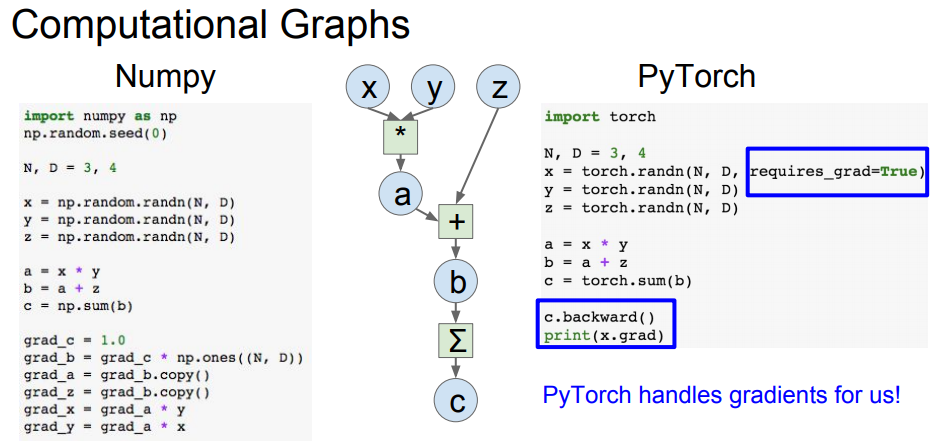 Computational Graphs
Numpy
import numpy as np
np.random.seed(0)
N, D = 3, 4
x = np.random.randn(N, D)
y = np.random.randn(N, D)
z = np.random.randn(N, D)
a = x * y
b = a + z
c = np.sum(b)
grad_c = 1.0
grad_b = grad_c * np.ones((N, D))
grad_a = grad_b.copy()
grad_z = grad_b.copy()
grad_x = grad_a * y
grad_y = grad_a * x
x y z
*
a
+
b
Σ
c
PyTorch
import torch
N, D = 3, 4
x = torch.randn(N, D, requires_grad=True)
y = torch.randn(N, D)
z = torch.randn(N, D)
a = x * y
b = a + z
c = torch.sum(b)
c.backward()
print(x.grad)
PyTorch handles gradients for us!